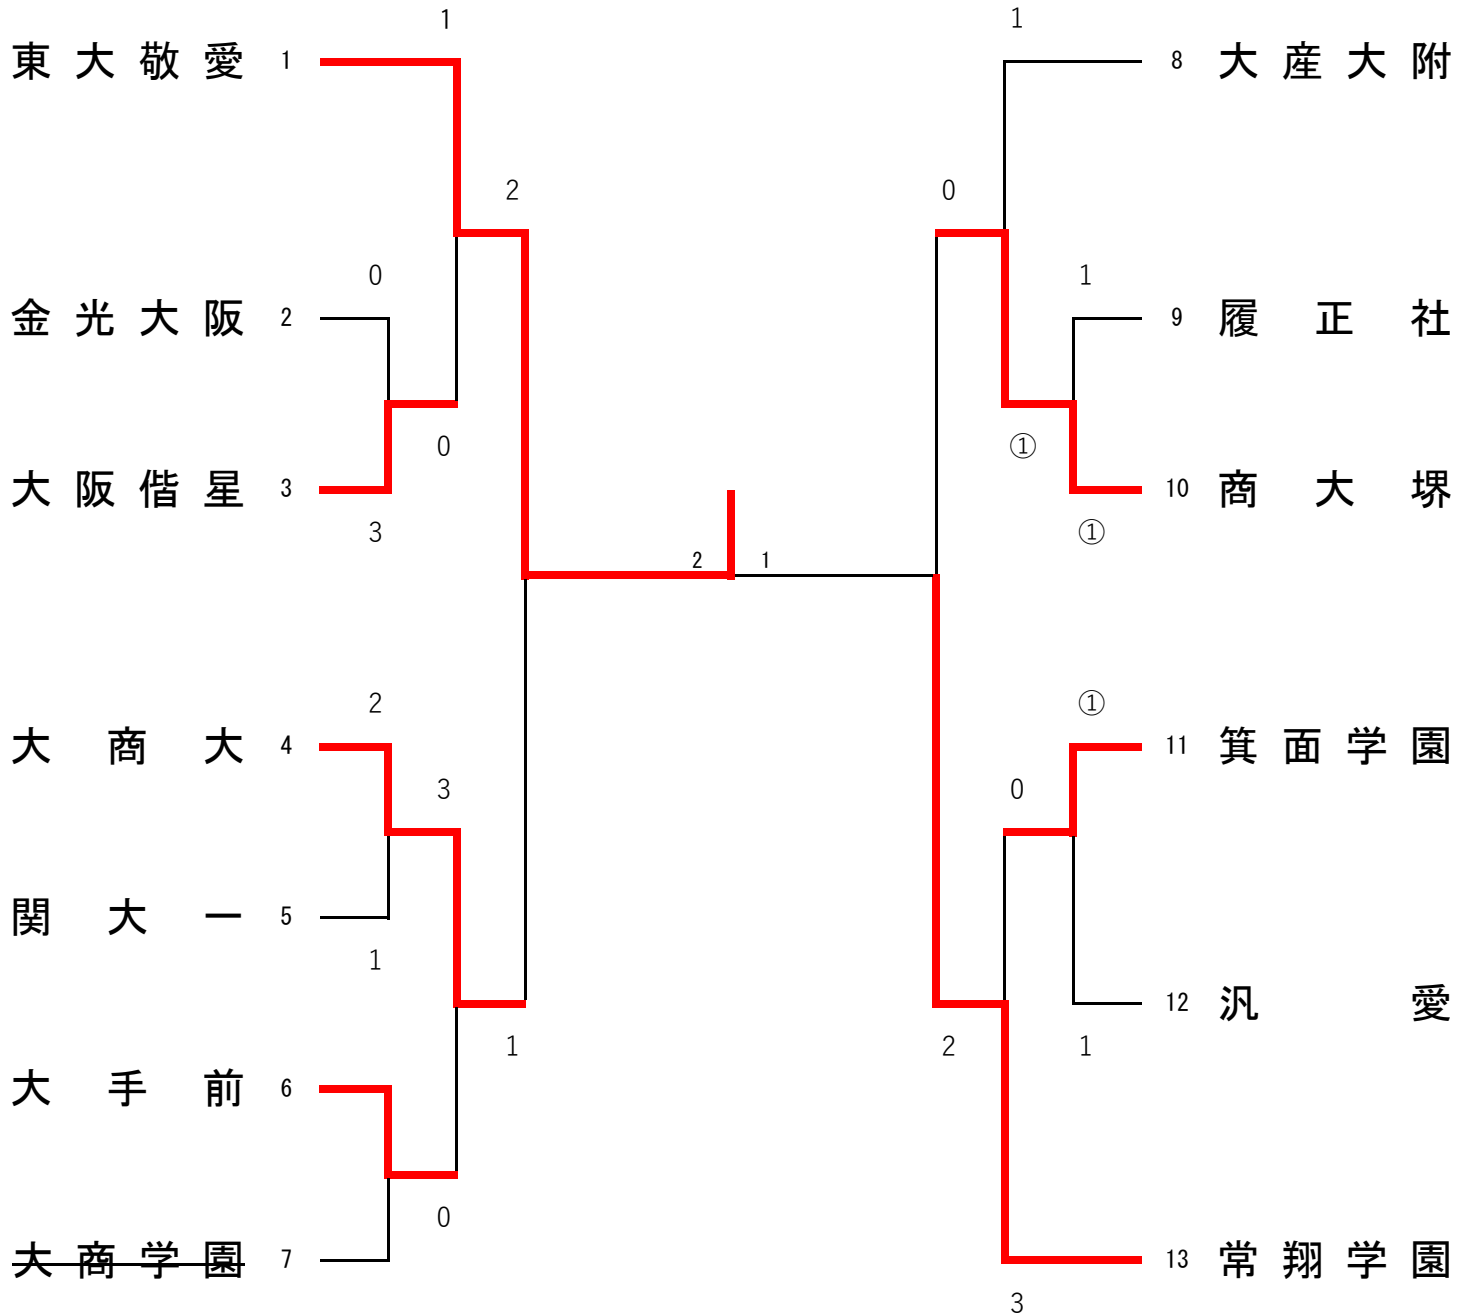 1 1
東大敬愛 1 8 大産大附
2 0
0 1
金光大阪 2 9 履正社
0 ①
大阪偕星 3 10 商大堺
3 ①
2 1
2 ①
大商大 4 11 箕面学園
3 0
関大一 5
1
12 汎愛
1 2 1
大手前 6
0
大商学園 7 13 常翔学園
3